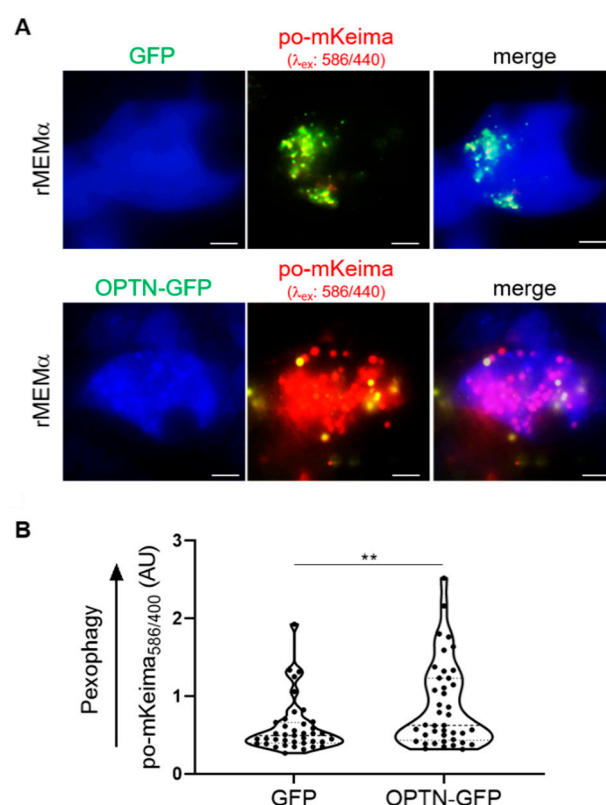 A
GFP
po-mKeima
(λex: 586/440)
merge
rMEMα
OPTN-GFP
po-mKeima
(λex: 586/440)
merge
rMEMα
B
Pexophagy
po-mKeima586/400 (AU)
3
2
1
0
**
GFP
OPTN-GFP